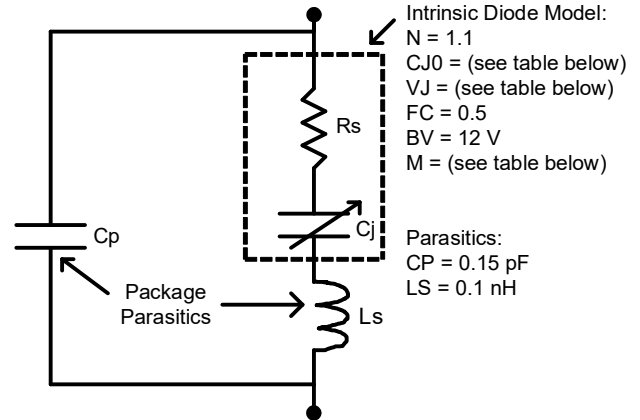 Intrinsic Diode Model:
N = 1.1
CJ0 = (see table below)
VJ = (see table below)
FC = 0.5
BV = 12 V
M = (see table below)
Rs
Cj
Cp
Parasitics:
CP = 0.15 pF
LS = 0.1 nH
Package
Parasitics
Ls